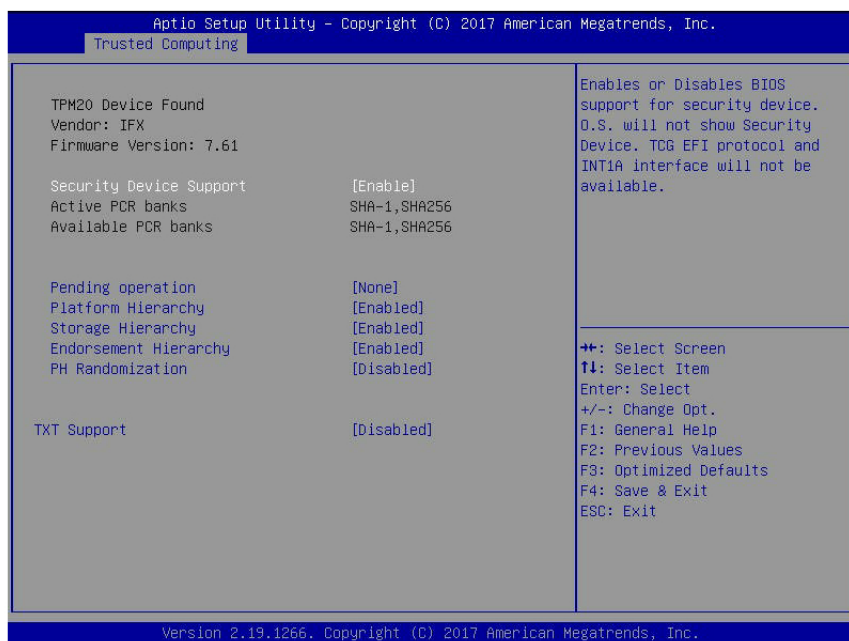 Aptio Setup Utility – Copyright (C) 2017 American Megatrends, Inc.
Trusted Computing
TPM20 Device Found
Vendor: IFX
Firmware Version: 7.61
Security Device Support [Enable]
Active PCR banks SHA-1,SHA256
Available PCR banks SHA-1,SHA256
Pending operation [None]
Platform Hierarchy [Enabled]
Storage Hierarchy [Enabled]
Endorsement Hierarchy [Enabled]
PH Randomization [Disabled]
TXT Support [Disabled]
Enables or Disables BIOS
support for security device.
O.S. will not show Security
Device. TCG EFI protocol and
INT1A interface will not be
available.
→←: Select Screen
↑↓: Select Item
Enter: Select
+/-: Change Opt.
F1: General Help
F2: Previous Values
F3: Optimized Defaults
F4: Save & Exit
ESC: Exit
Version 2.19.1266. Copyright (C) 2017 American Megatrends, Inc.